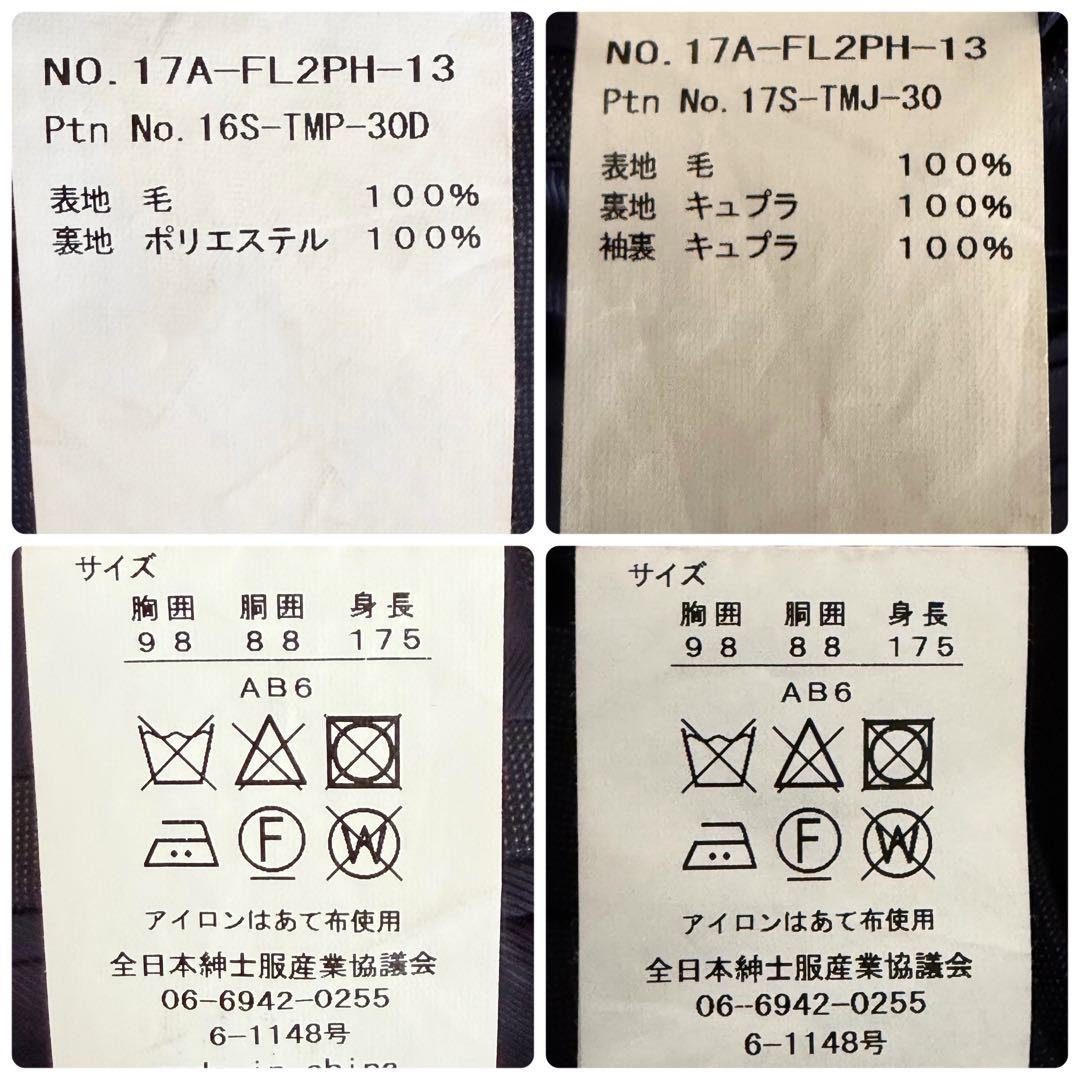 NO. 17A-FL2PH-13
Ptn No. 16S-TMP-30D
表地 毛 100%
裏地 ポリエステル 100%
NO. 17A-FL2PH-13
Ptn No. 17S-TMJ-30
表地 毛 100%
裏地 キュプラ 100%
袖裏 キュプラ 100%
サイズ
胸囲 胴囲 身長
98 88 175
AB6
F W
アイロンはあて布使用
全日本紳士服産業協議会
06-6942-0255
6-1148号
サイズ
胸囲 胴囲 身長
98 88 175
AB6
F W
アイロンはあて布使用
全日本紳士服産業協議会
06-6942-0255
6-1148号